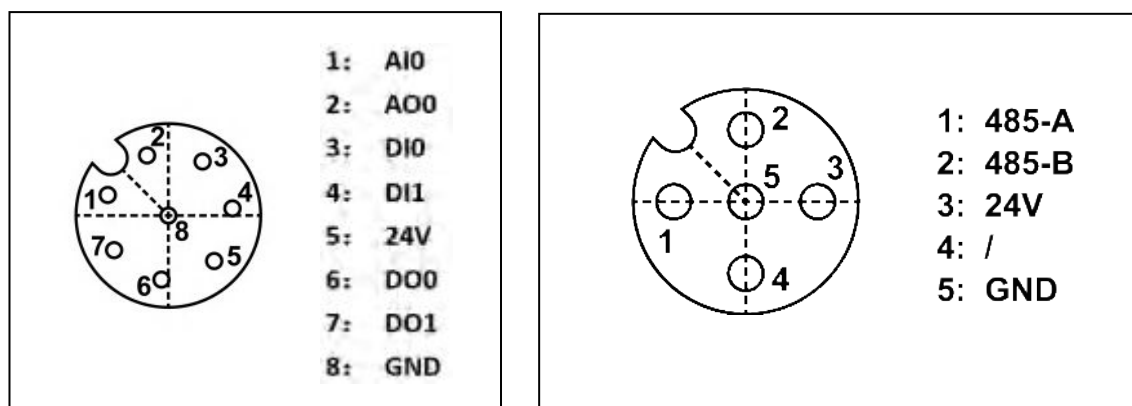 2
3
1
4
8
7
5
6
1: AI0
2: AO0
3: DI0
4: DI1
5: 24V
6: DO0
7: DO1
8: GND
2
5
3
1
4
1: 485-A
2: 485-B
3: 24V
4: /
5: GND